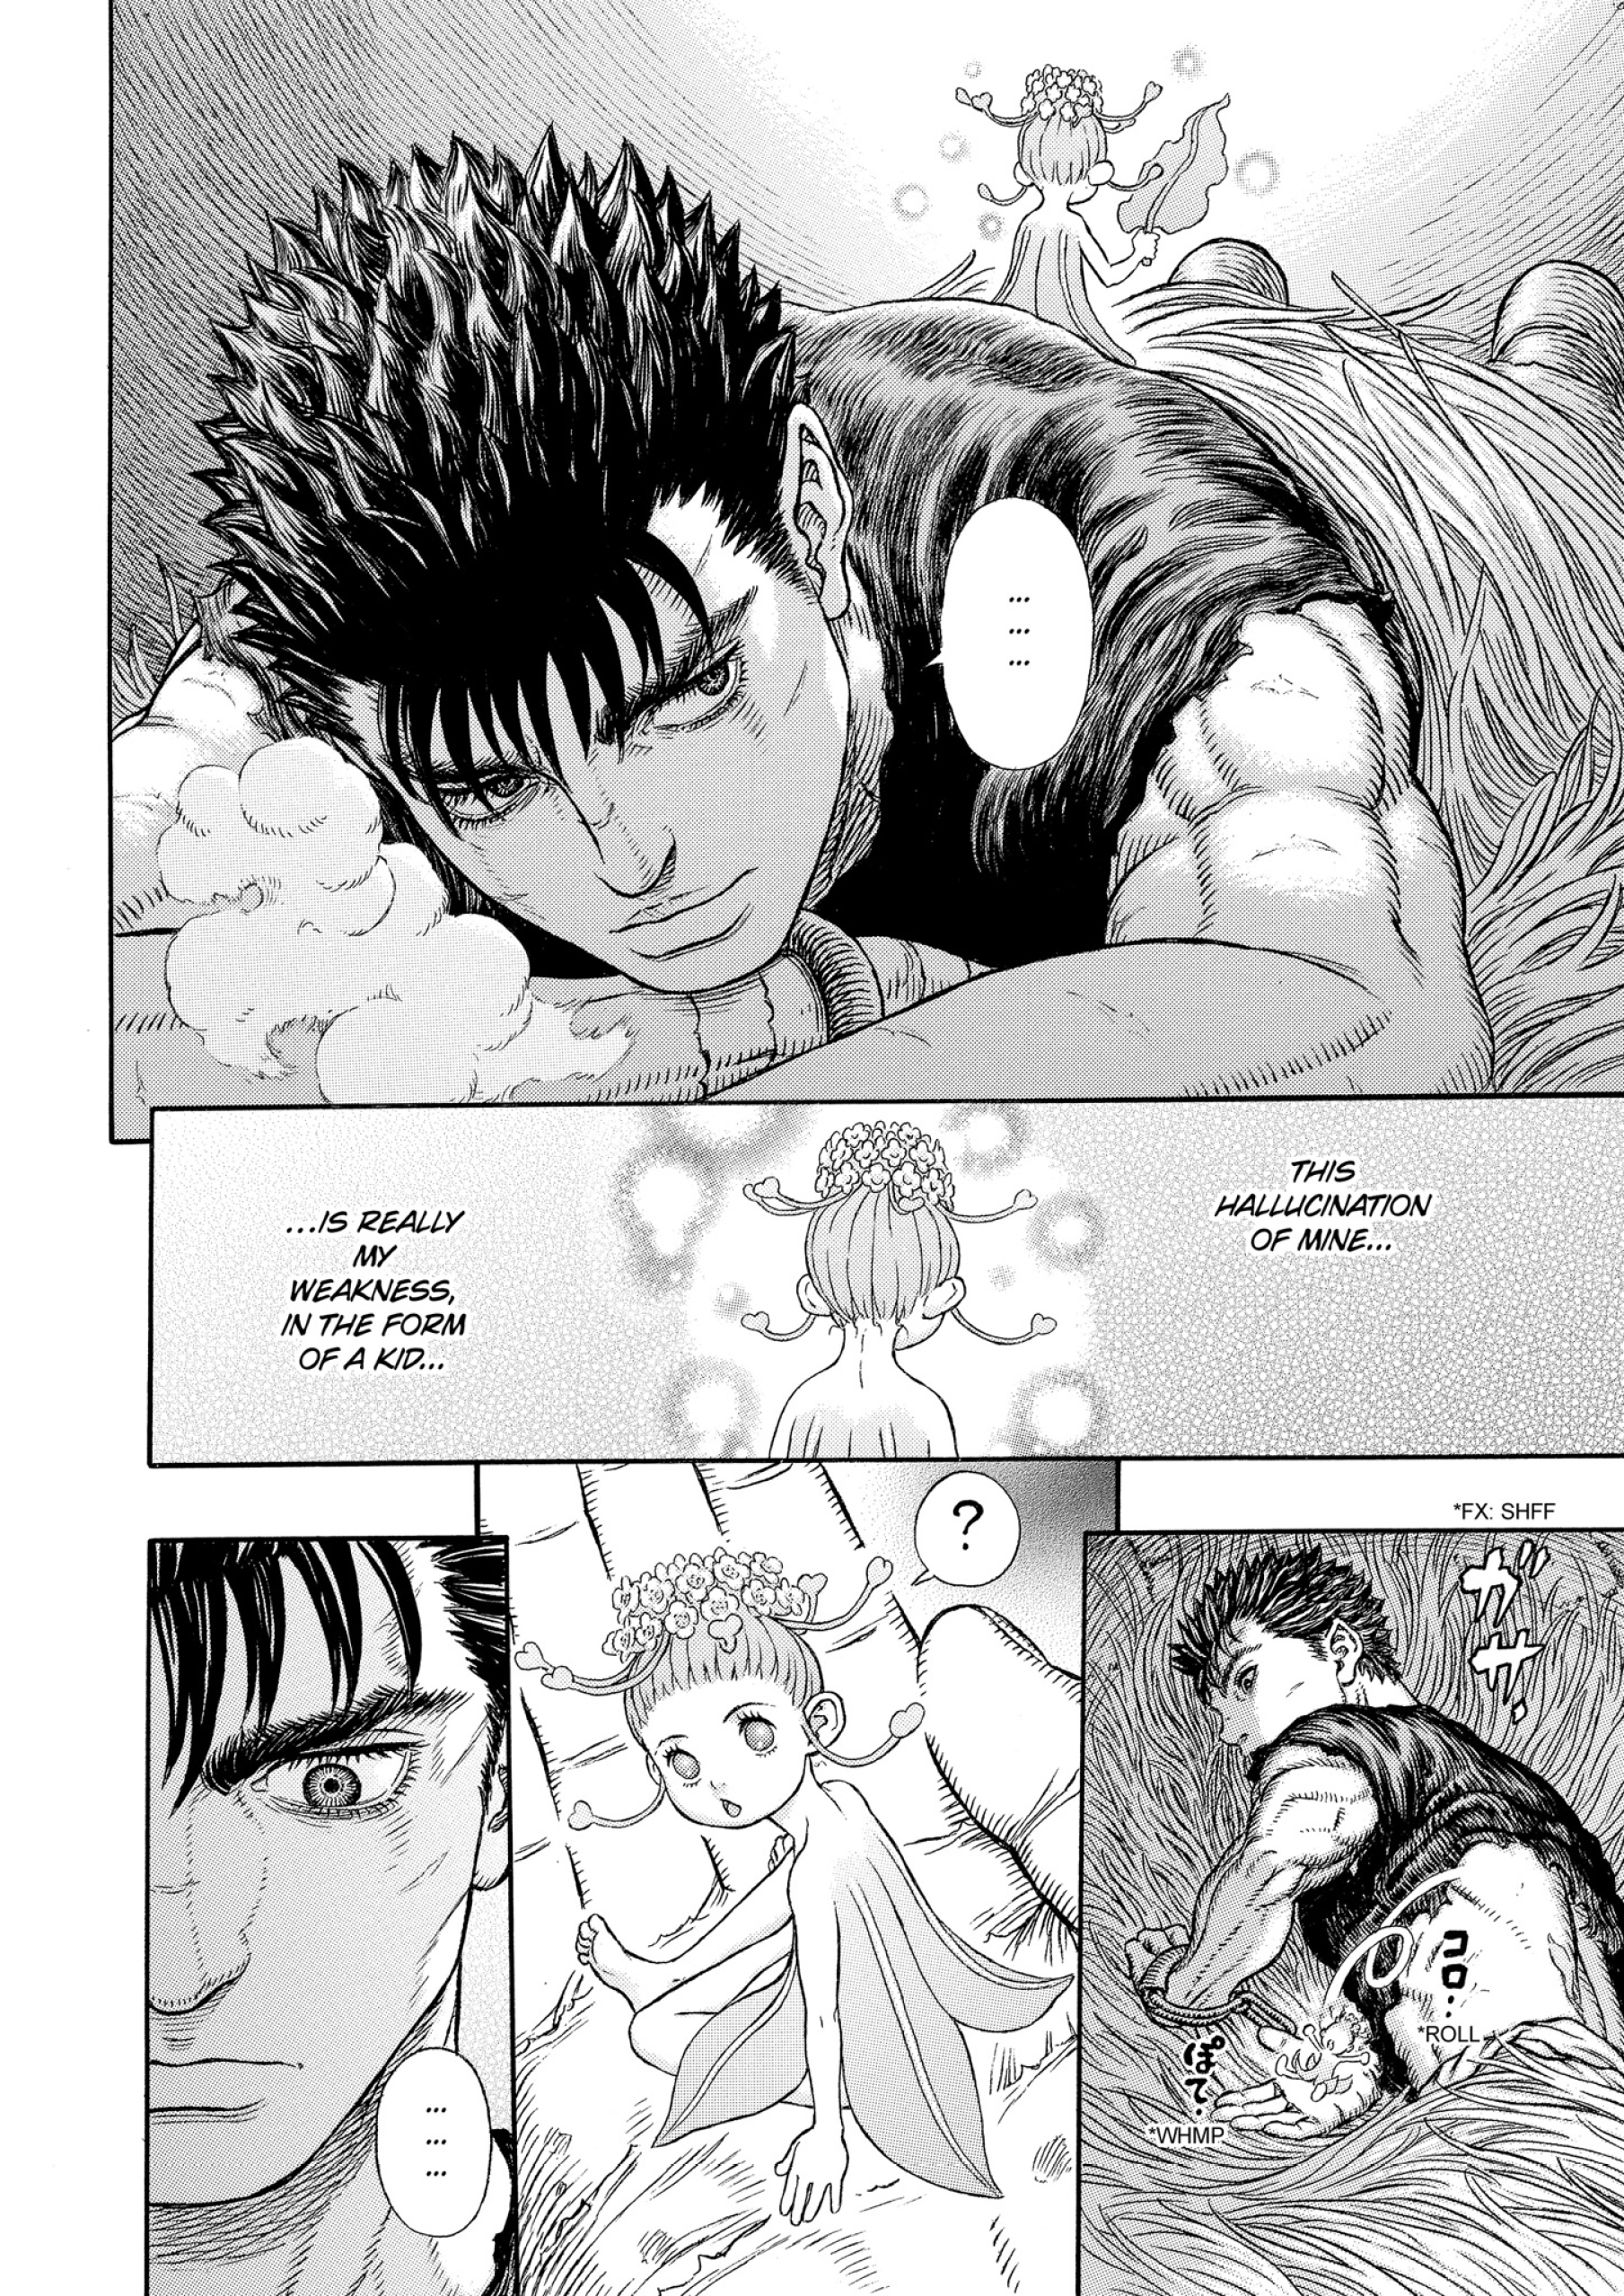 ...
...
...
THIS
HALLUCINATION
OF MINE...
...IS REALLY
MY
WEAKNESS,
IN THE FORM
OF A KID...
*FX: SHFF
ガサ.
コロ...
*ROLL
ぽて.
*WHMP
?
...
...
...